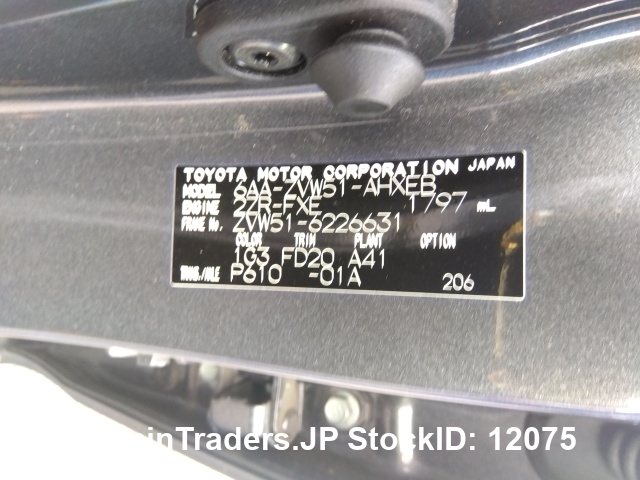 TOYOTA MOTOR CORPORATION JAPAN
MODEL 6AA-ZVW51-AHXEB
ENGINE 2ZR-FXE 1797 mL
FRAME No. ZVW51-6226631
COLOR TRIM PLANT OPTION
1G3 FD20 A41
TRANS./AXLE P610 -01A 206
inTraders.JP StockID: 12075